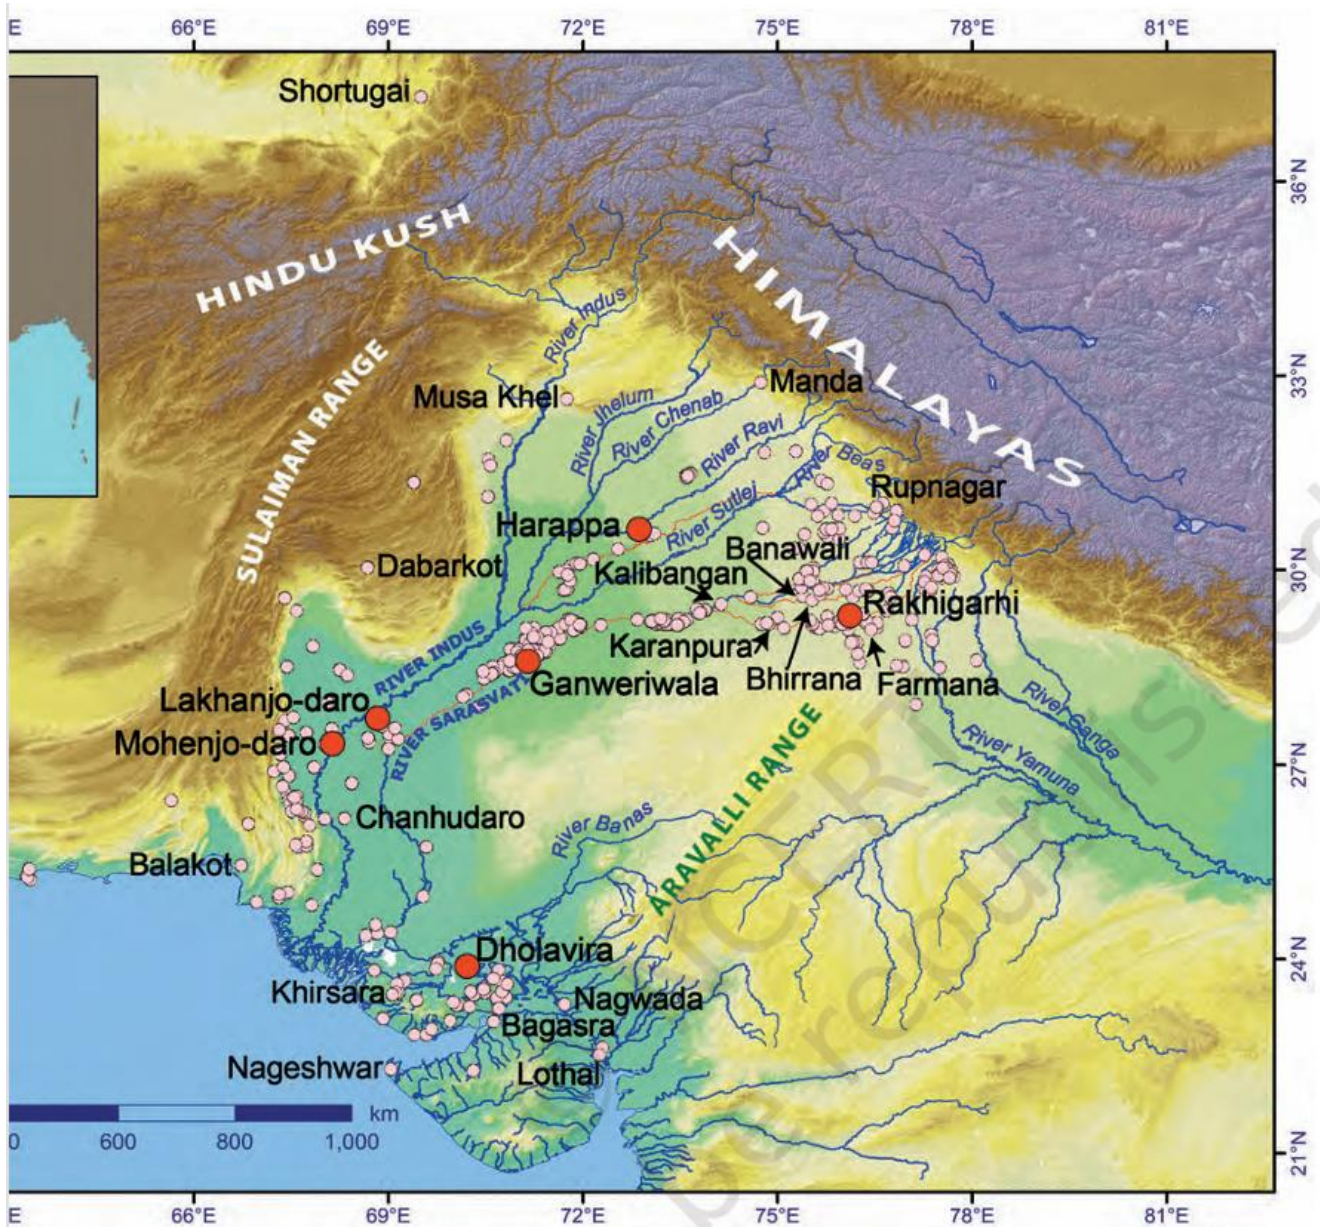 66°E
69°E
72°E
75°E
78°E
81°E
Shortugai
36°N
HINDU KUSH
HIMALAYAS
River Indus
SULAIMAN RANGE
33°N
Musa Khel
River Jhelum
River Chenab
Manda
River Ravi
River Beas
Rupnagar
Harappa
River Sutlej
Banawali
Dabarkot
Kalibangan
30°N
Rakhigarhi
Karanpura
Bhirrana
Farmana
RIVER INDUS
Ganweriwala
Lakhanjo-daro
RIVER SARASVATI
River Ganga
Mohenjo-daro
River Yamuna
27°N
ARAVALLI RANGE
Chanhudaro
River Banas
Balakot
Dholavira
24°N
Khirsara
Nagwada
Bagasra
Nageshwar
Lothal
km
600
800
1,000
21°N
66°E
69°E
72°E
75°E
78°E
81°E